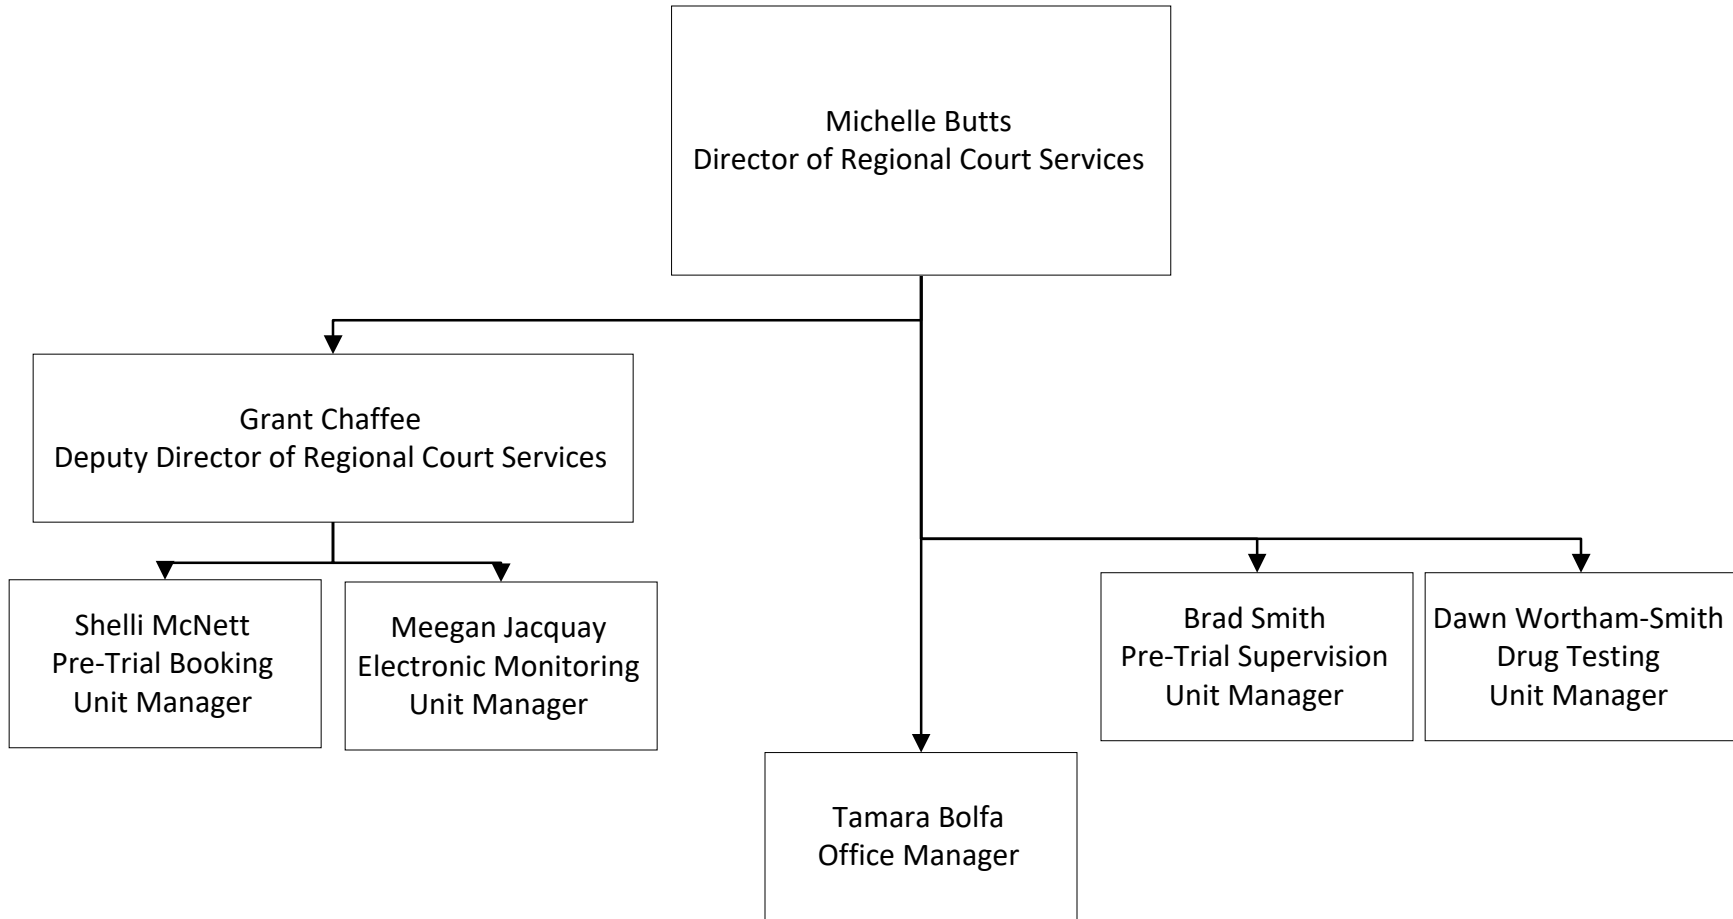 Michelle Butts
Director of Regional Court Services
Grant Chaffee
Deputy Director of Regional Court Services
Shelli McNett
Pre-Trial Booking
Unit Manager
Meegan Jacquay
Electronic Monitoring
Unit Manager
Brad Smith
Pre-Trial Supervision
Unit Manager
Dawn Wortham-Smith
Drug Testing
Unit Manager
Tamara Bolfa
Office Manager